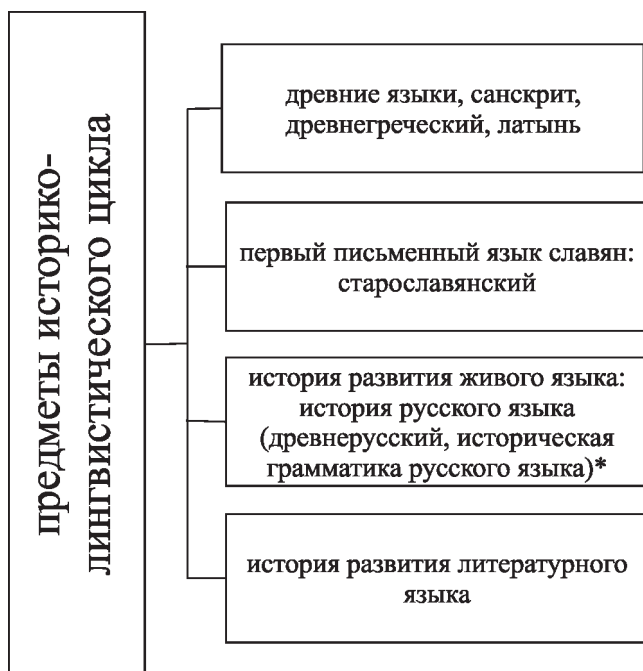 предметы историко-
лингвистического цикла
древние языки, санскрит,
древнегреческий, латынь
первый письменный язык славян:
старославянский
история развития живого языка:
история русского языка
(древнерусский, историческая
грамматика русского языка)*
история развития литературного
языка